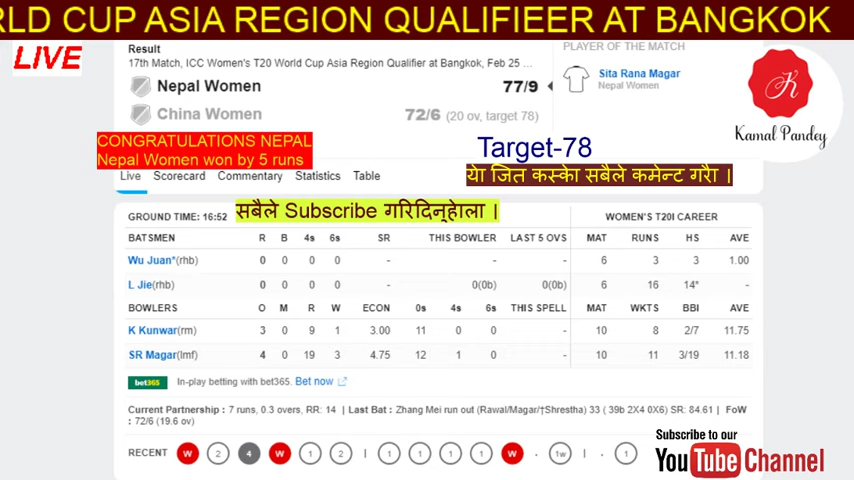 RLD CUP ASIA REGION QUALIFIEER AT BANGKOK
LIVE
Result
17th Match, ICC Women's T20 World Cup Asia Region Qualifier at Bangkok, Feb 25 ...
Nepal Women 77/9
China Women 72/6 (20 ov, target 78)
PLAYER OF THE MATCH
Sita Rana Magar
Nepal Women
K
Kamal Pandey
CONGRATULATIONS NEPAL
Nepal Women won by 5 runs
Target-78
Live Scorecard Commentary Statistics Table
येा जित कस्केा सबैले कमेन्ट गरैा ।
सबैले Subscribe गरिदिन्हेाला ।
GROUND TIME: 16:52 WOMEN'S T20I CAREER
BATSMEN R B 4s 6s SR THIS BOWLER LAST 5 OVS MAT RUNS HS AVE
Wu Juan*(rhb) 0 0 0 0 - - - 6 3 3 1.00
L Jie(rhb) 0 0 0 0 - 0(0b) 0(0b) 6 16 14* -
BOWLERS O M R W ECON 0s 4s 6s THIS SPELL MAT WKTS BBI AVE
K Kunwar(rm) 3 0 9 1 3.00 11 0 0 - 10 8 2/7 11.75
SR Magar(lmf) 4 0 19 3 4.75 12 1 0 - 10 11 3/19 11.18
bet365 In-play betting with bet365. Bet now
Current Partnership : 7 runs, 0.3 overs, RR: 14 | Last Bat : Zhang Mei run out (Rawal/Magar/†Shrestha) 33 ( 39b 2X4 0X6) SR: 84.61 | FoW
: 72/6 (19.6 ov)
RECENT W 2 4 W 1 2 | 1 1 1 1 1 W . 1w | . 1
Subscribe to our
YouTube Channel